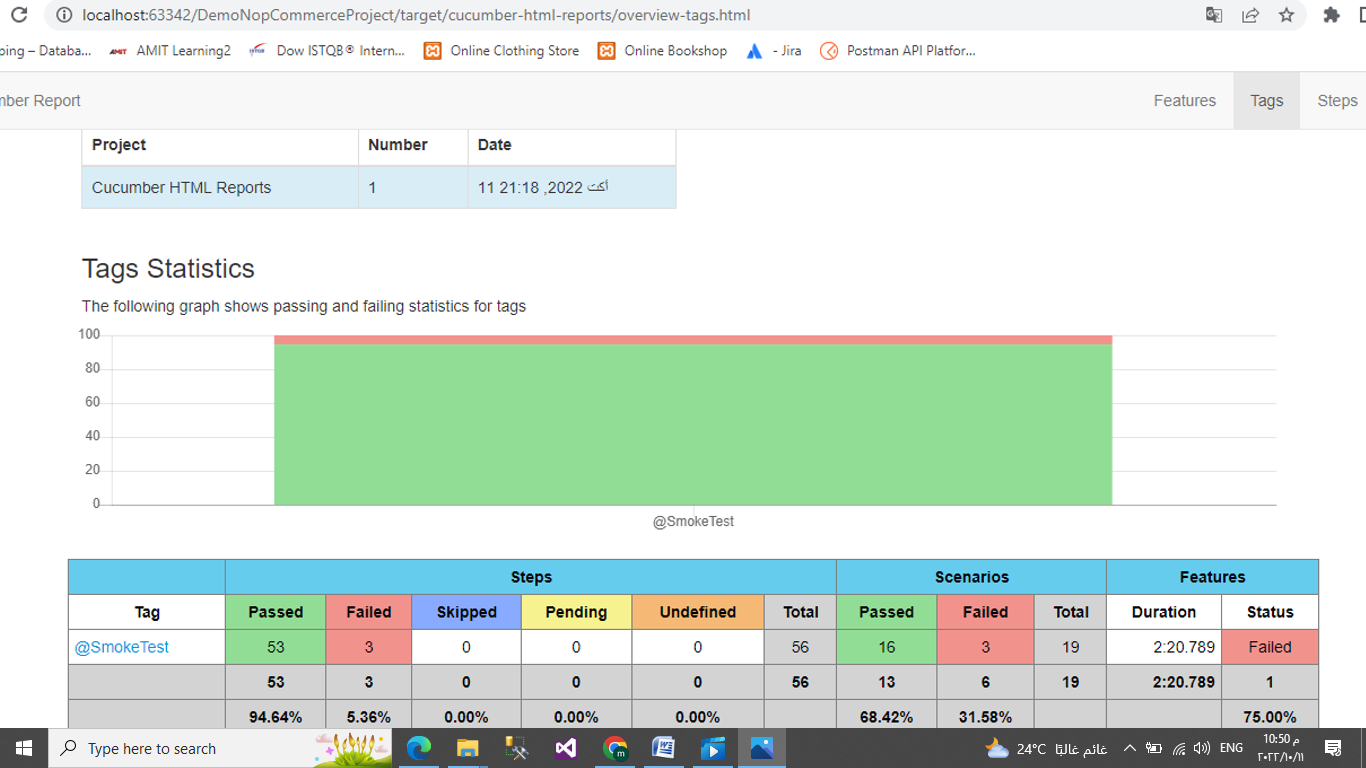 localhost:63342/DemoNopCommerceProject/target/cucumber-html-reports/overview-tags.html
ping – Databa... AMIT Learning2 Dow ISTQB® Intern... Online Clothing Store Online Bookshop - Jira Postman API Platfor...
mber Report Features Tags Steps
Project Number Date
Cucumber HTML Reports 1 11 21:18 ,2022 أكت
Tags Statistics
The following graph shows passing and failing statistics for tags
100
80
60
40
20
0
@SmokeTest
Steps Scenarios Features
Tag Passed Failed Skipped Pending Undefined Total Passed Failed Total Duration Status
@SmokeTest 53 3 0 0 0 56 16 3 19 2:20.789 Failed
53 3 0 0 0 56 13 6 19 2:20.789 1
94.64% 5.36% 0.00% 0.00% 0.00% 68.42% 31.58% 75.00%
Type here to search 24°C غائم غالبًا ENG 10:50 م
٢٠٢٢/١٠/١١